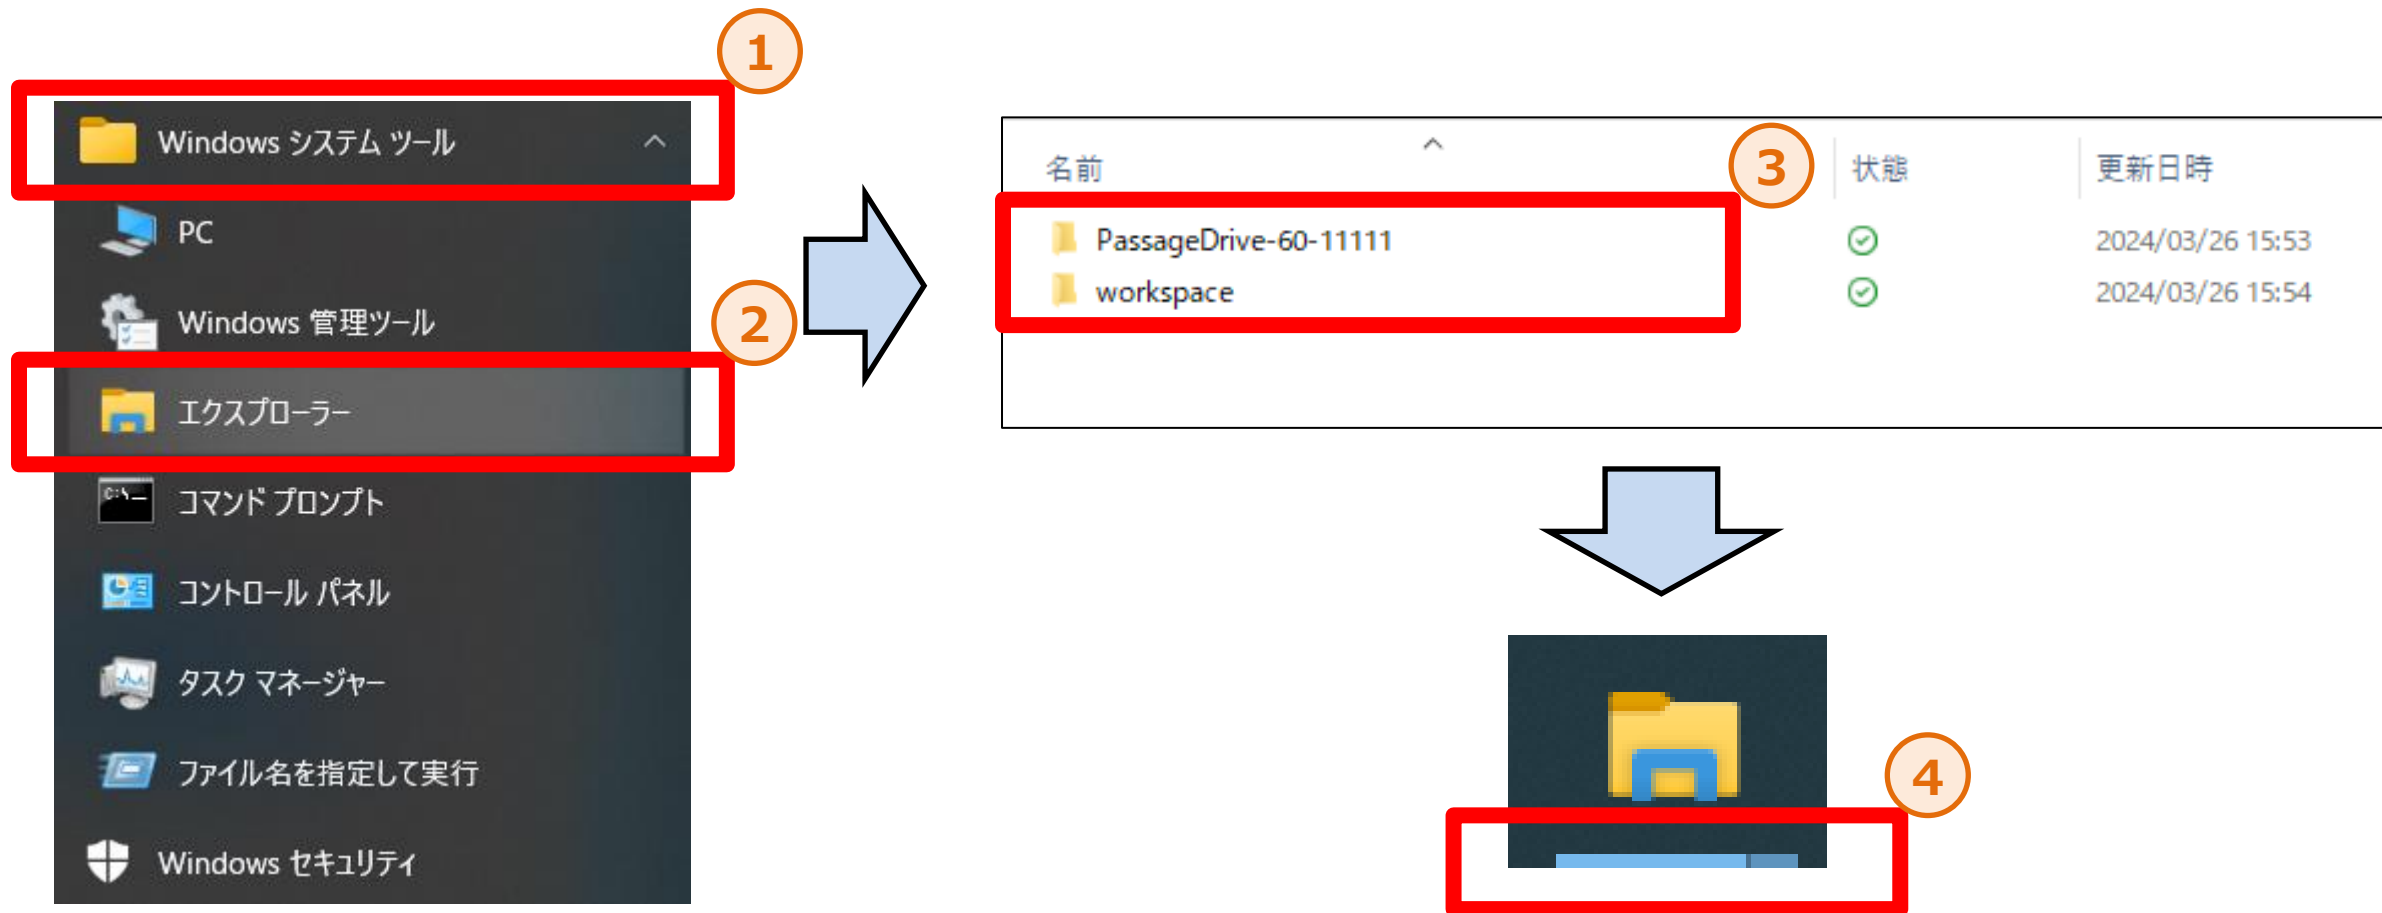 1
Windows システム ツール
PC
Windows 管理ツール
2
エクスプローラー
コマンド プロンプト
コントロール パネル
タスク マネージャー
ファイル名を指定して実行
Windows セキュリティ
3
名前 状態 更新日時
PassageDrive-60-11111 2024/03/26 15:53
workspace 2024/03/26 15:54
4